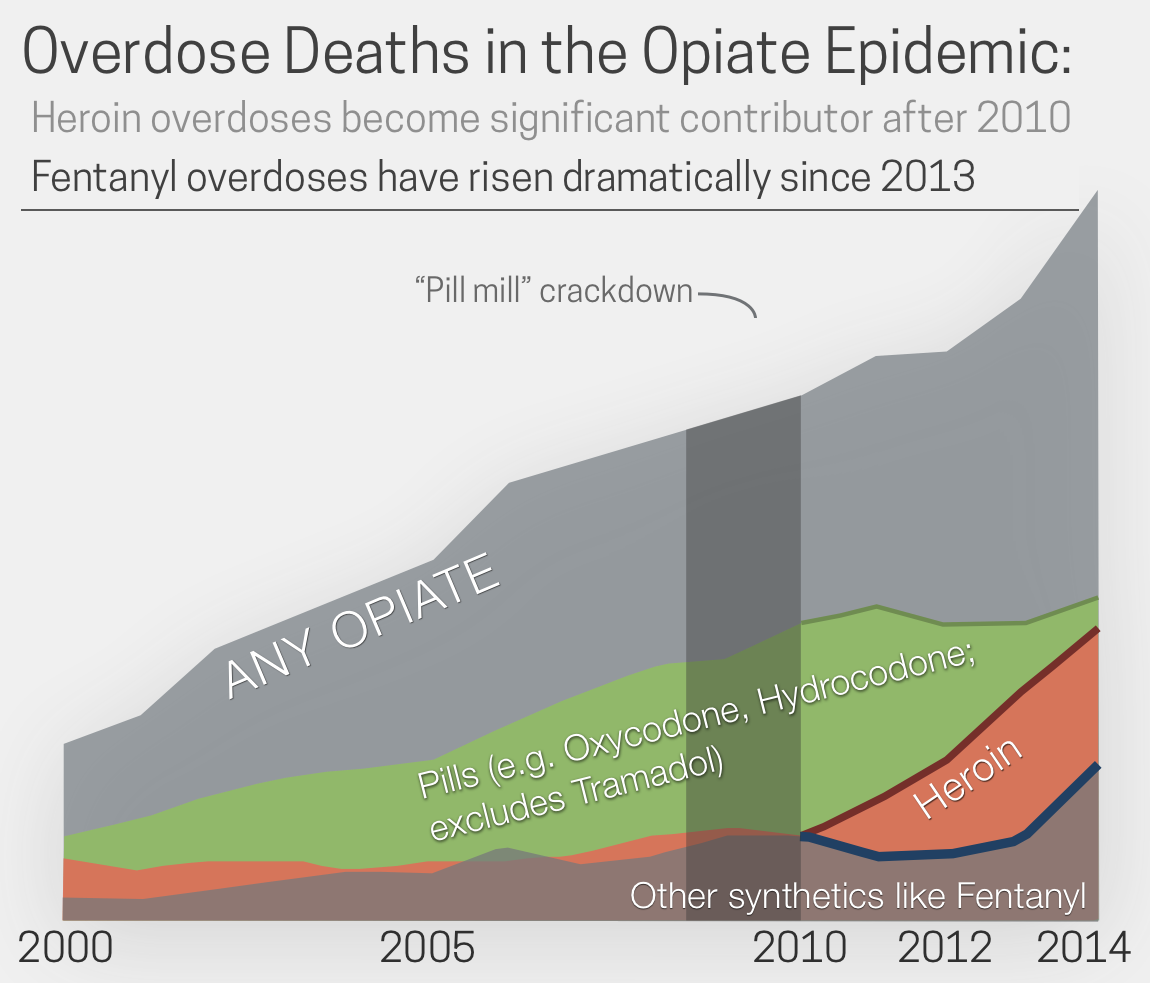 Overdose Deaths in the Opiate Epidemic:
Heroin overdoses become significant contributor after 2010
Fentanyl overdoses have risen dramatically since 2013
“Pill mill” crackdown
ANY OPIATE
Pills (e.g. Oxycodone, Hydrocodone;
excludes Tramadol)
Heroin
Other synthetics like Fentanyl
2000 2005 2010 2012 2014